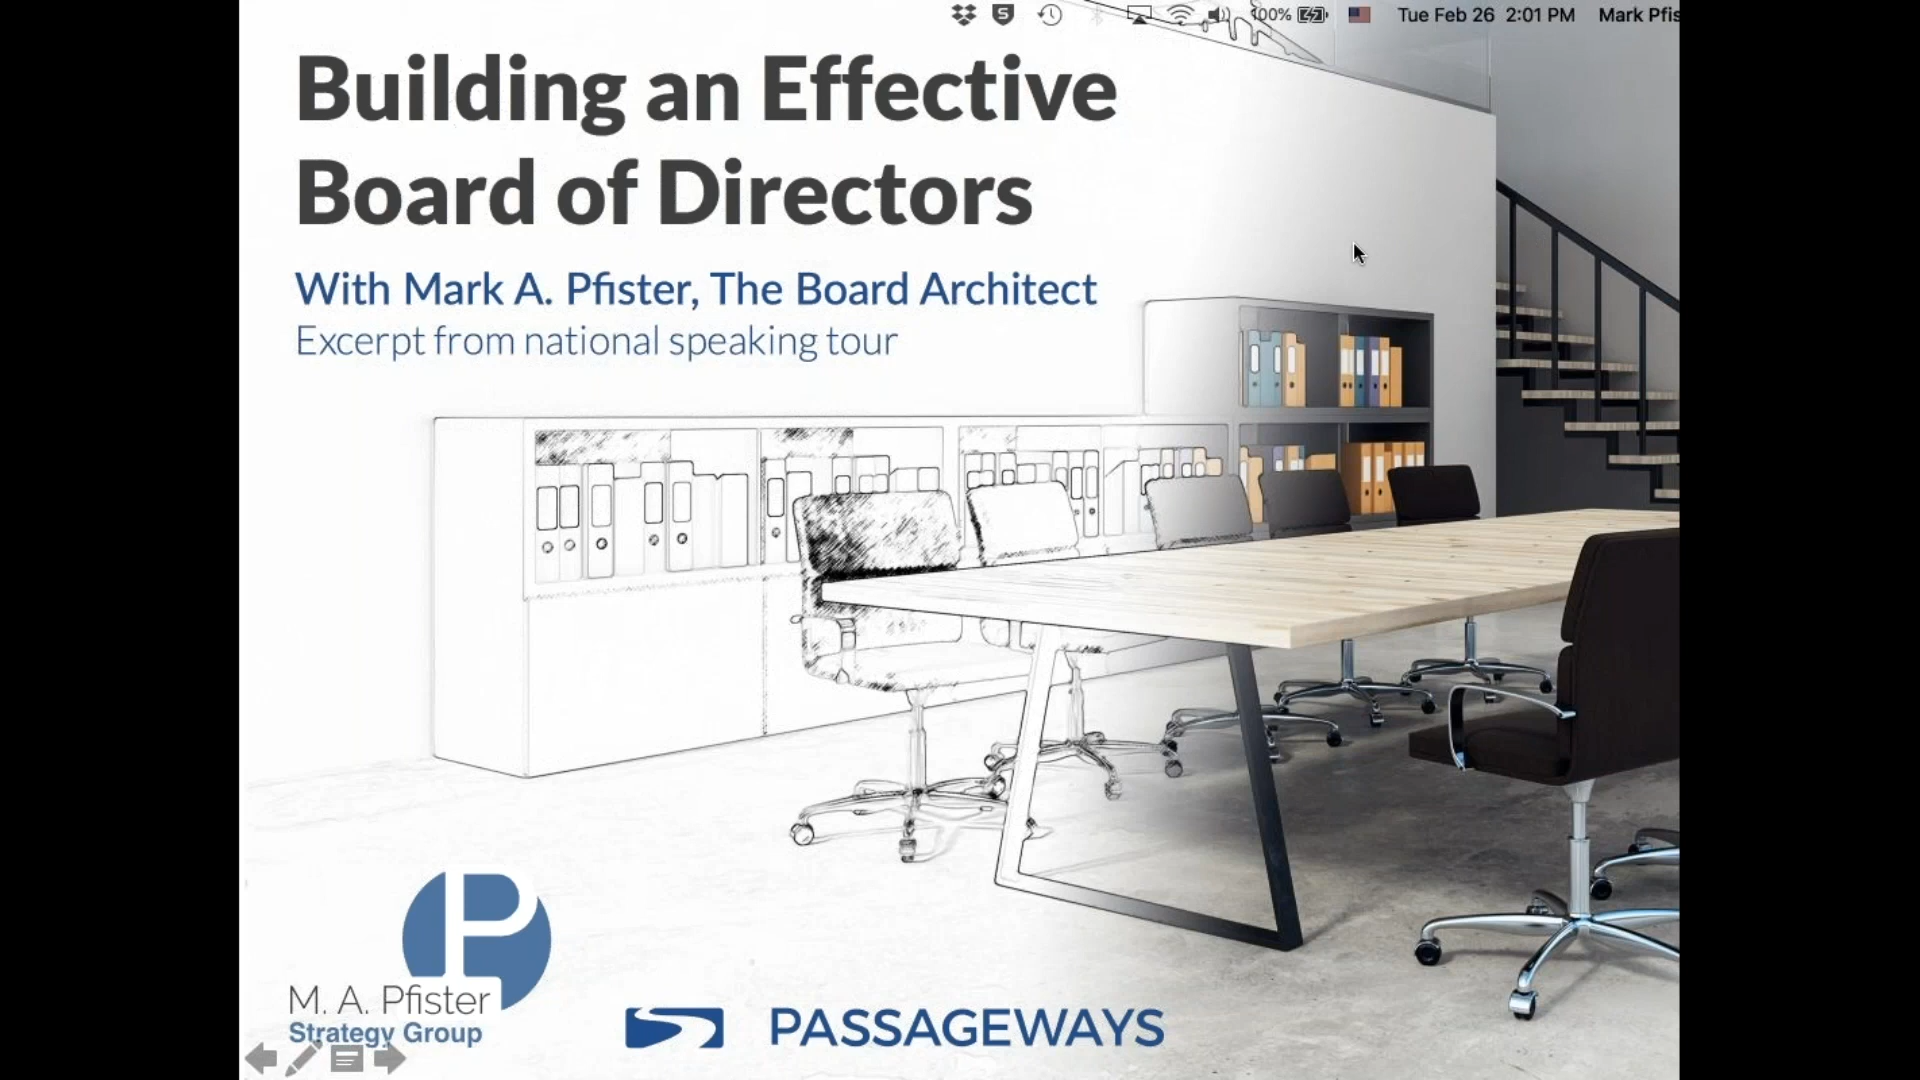 100% Tue Feb 26 2:01 PM Mark Pfis
Building an Effective
Board of Directors
With Mark A. Pfister, The Board Architect
Excerpt from national speaking tour
M. A. Pfister
Strategy Group
PASSAGEWAYS